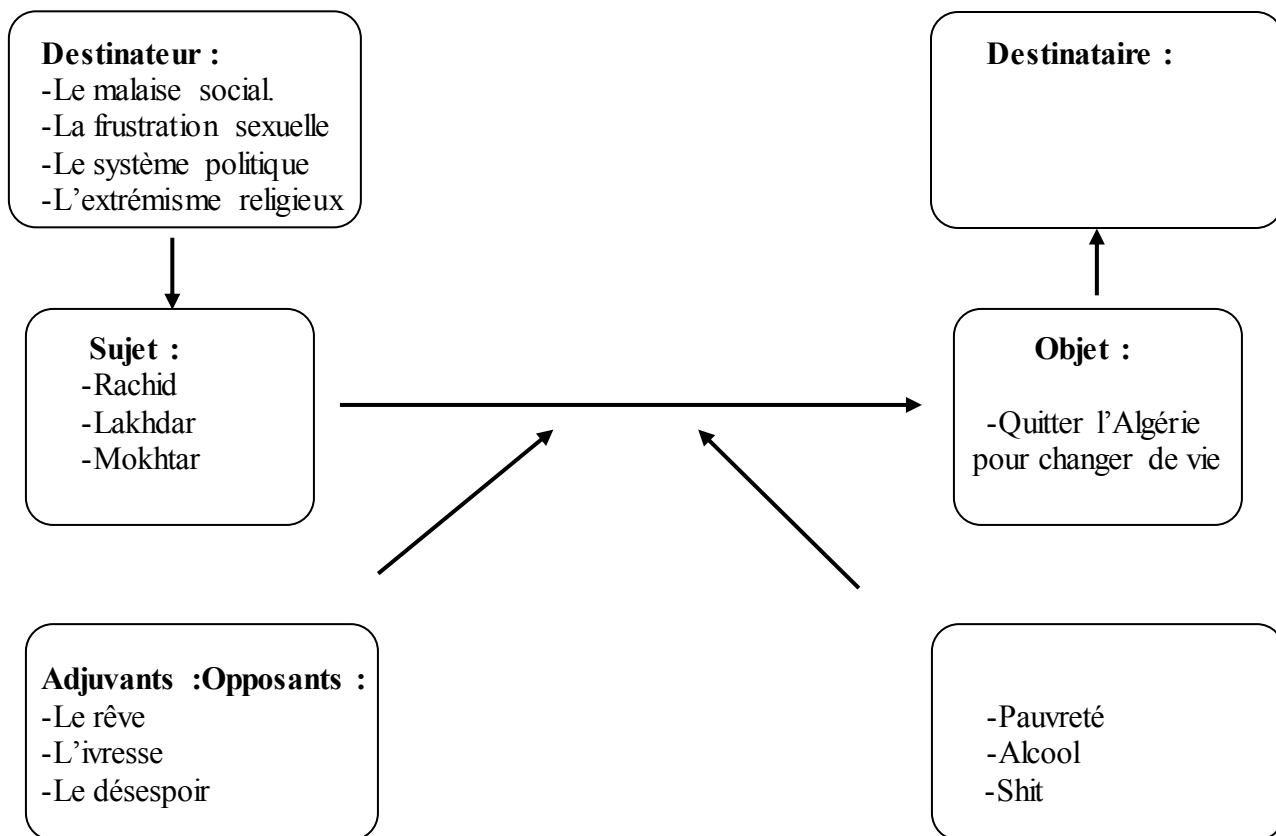 Destinateur :
-Le malaise social.
-La frustration sexuelle
-Le système politique
-L’extrémisme religieux
Destinataire :
Sujet :
-Rachid
-Lakhdar
-Mokhtar
Objet :
-Quitter l’Algérie
pour changer de vie
Adjuvants :Opposants :
-Le rêve
-L’ivresse
-Le désespoir
-Pauvreté
-Alcool
-Shit